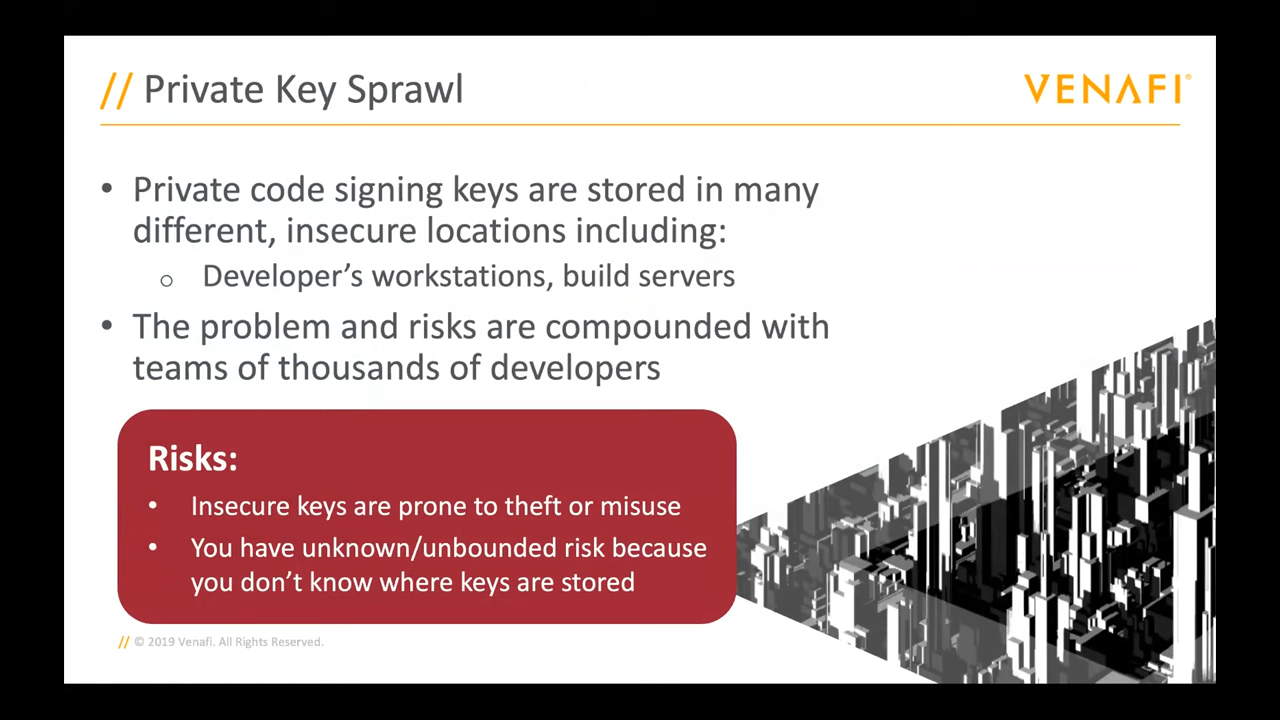 // Private Key Sprawl
VENAFI®
• Private code signing keys are stored in many
different, insecure locations including:
o Developer’s workstations, build servers
• The problem and risks are compounded with
teams of thousands of developers
Risks:
• Insecure keys are prone to theft or misuse
• You have unknown/unbounded risk because
you don’t know where keys are stored
// © 2019 Venafi. All Rights Reserved.